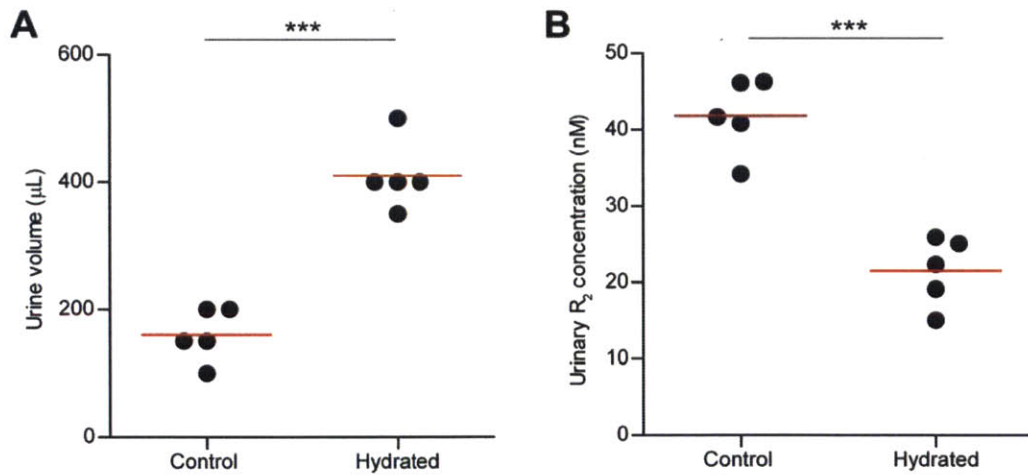 A
***
600
400
200
0
Urine volume (µL)
Control
Hydrated
B
***
50
40
30
20
10
0
Urinary R₂ concentration (nM)
Control
Hydrated